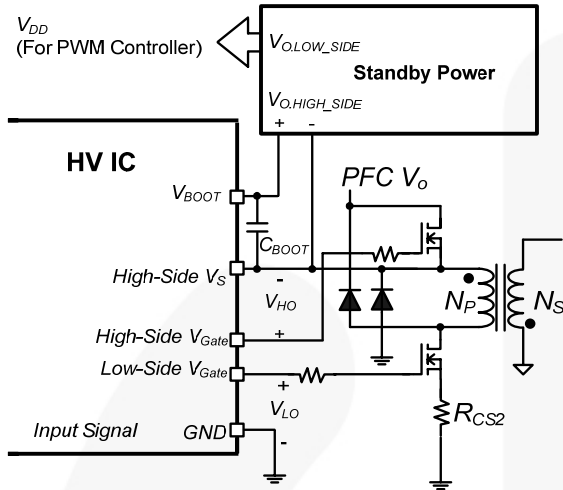 V_DD
(For PWM Controller)
V_O.LOW_SIDE
Standby Power
V_O.HIGH_SIDE
+ -
HV IC
V_BOOT
PFC V_o
C_BOOT
High-Side V_S
-
V_HO
N_P
N_S
+
High-Side V_Gate
Low-Side V_Gate
+
V_LO
R_CS2
Input Signal
GND
-